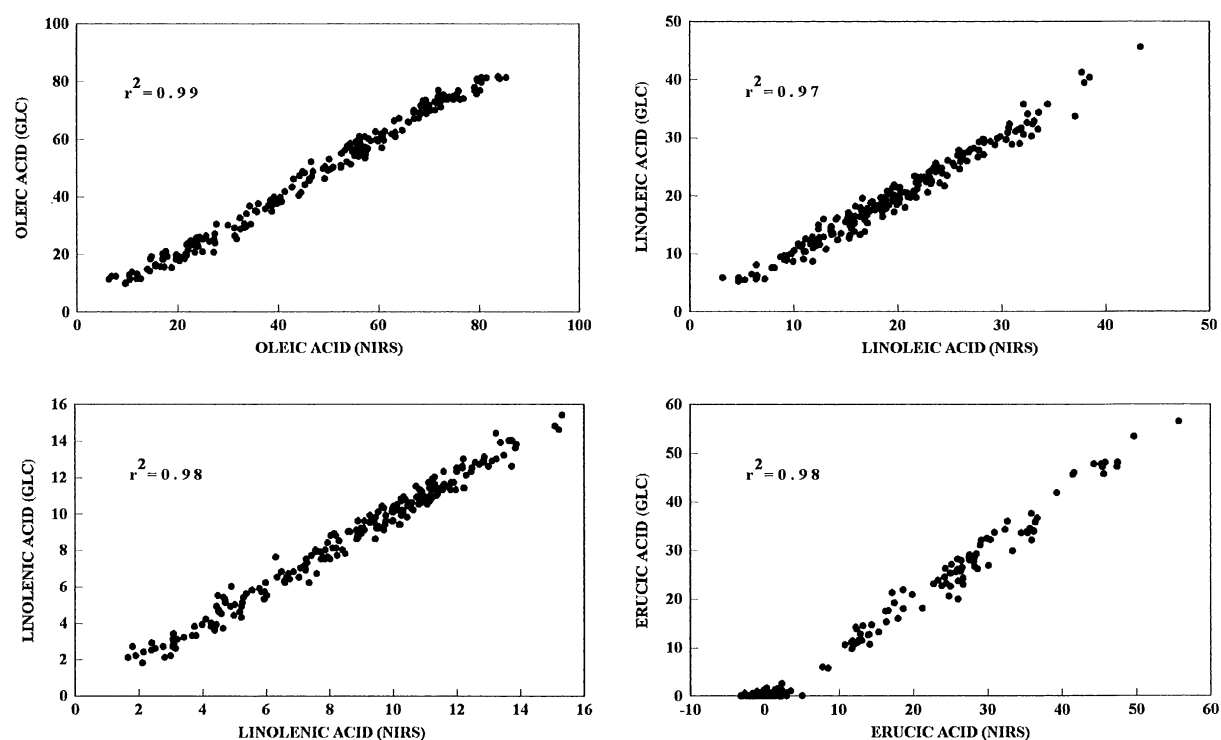 100
80
60
40
20
0
OLEIC ACID (GLC)
r2=0.99
0 20 40 60 80 100
OLEIC ACID (NIRS)
50
40
30
20
10
0
LINOLEIC ACID (GLC)
r2=0.97
0 10 20 30 40 50
LINOLEIC ACID (NIRS)
16
14
12
10
8
6
4
2
0
LINOLENIC ACID (GLC)
r2=0.98
0 2 4 6 8 10 12 14 16
LINOLENIC ACID (NIRS)
60
50
40
30
20
10
0
ERUCIC ACID (GLC)
r2=0.98
-10 0 10 20 30 40 50 60
ERUCIC ACID (NIRS)